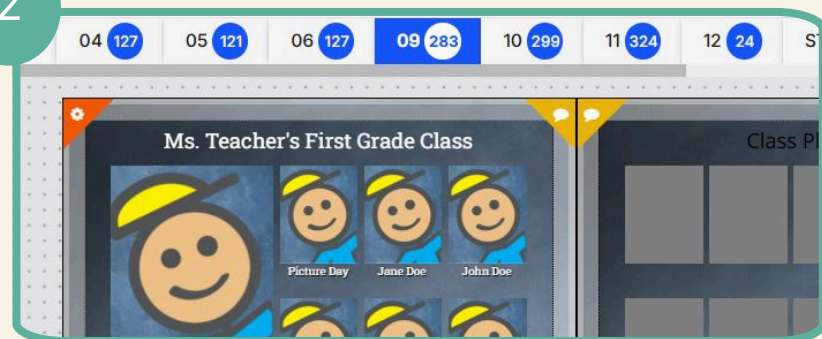 2
04 127 05 121 06 127 09 283 10 299 11 324 12 24
Ms. Teacher's First Grade Class
Class
Picture Day Jane Doe John Doe